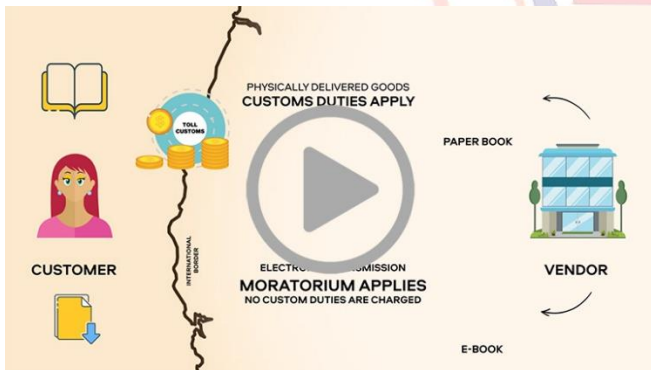 PHYSICALLY DELIVERED GOODS
CUSTOMS DUTIES APPLY
TOLL
CUSTOMS
PAPER BOOK
INTERNATIONAL
BORDER
CUSTOMER
MORATORIUM APPLIES
NO CUSTOM DUTIES ARE CHARGED
VENDOR
E-BOOK